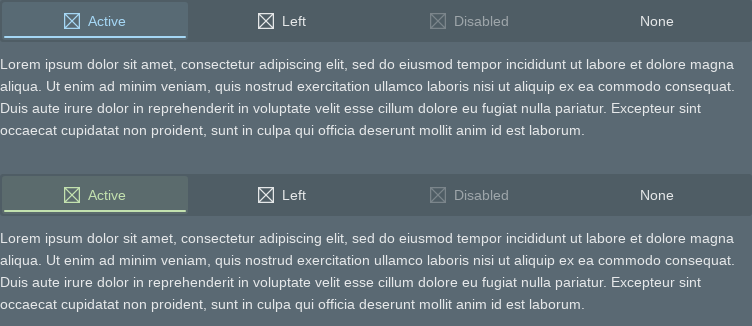 Active Left Disabled None
Lorem ipsum dolor sit amet, consectetur adipiscing elit, sed do eiusmod tempor incididunt ut labore et dolore magna
aliqua. Ut enim ad minim veniam, quis nostrud exercitation ullamco laboris nisi ut aliquip ex ea commodo consequat.
Duis aute irure dolor in reprehenderit in voluptate velit esse cillum dolore eu fugiat nulla pariatur. Excepteur sint
occaecat cupidatat non proident, sunt in culpa qui officia deserunt mollit anim id est laborum.
Active Left Disabled None
Lorem ipsum dolor sit amet, consectetur adipiscing elit, sed do eiusmod tempor incididunt ut labore et dolore magna
aliqua. Ut enim ad minim veniam, quis nostrud exercitation ullamco laboris nisi ut aliquip ex ea commodo consequat.
Duis aute irure dolor in reprehenderit in voluptate velit esse cillum dolore eu fugiat nulla pariatur. Excepteur sint
occaecat cupidatat non proident, sunt in culpa qui officia deserunt mollit anim id est laborum.